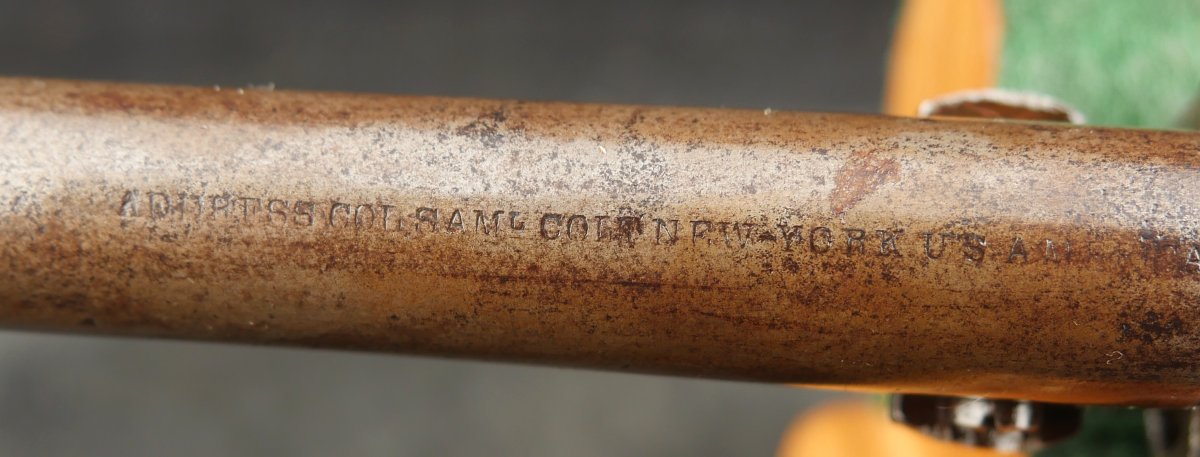 ADDRESS COL. SAML COLT NEW-YORK U S A